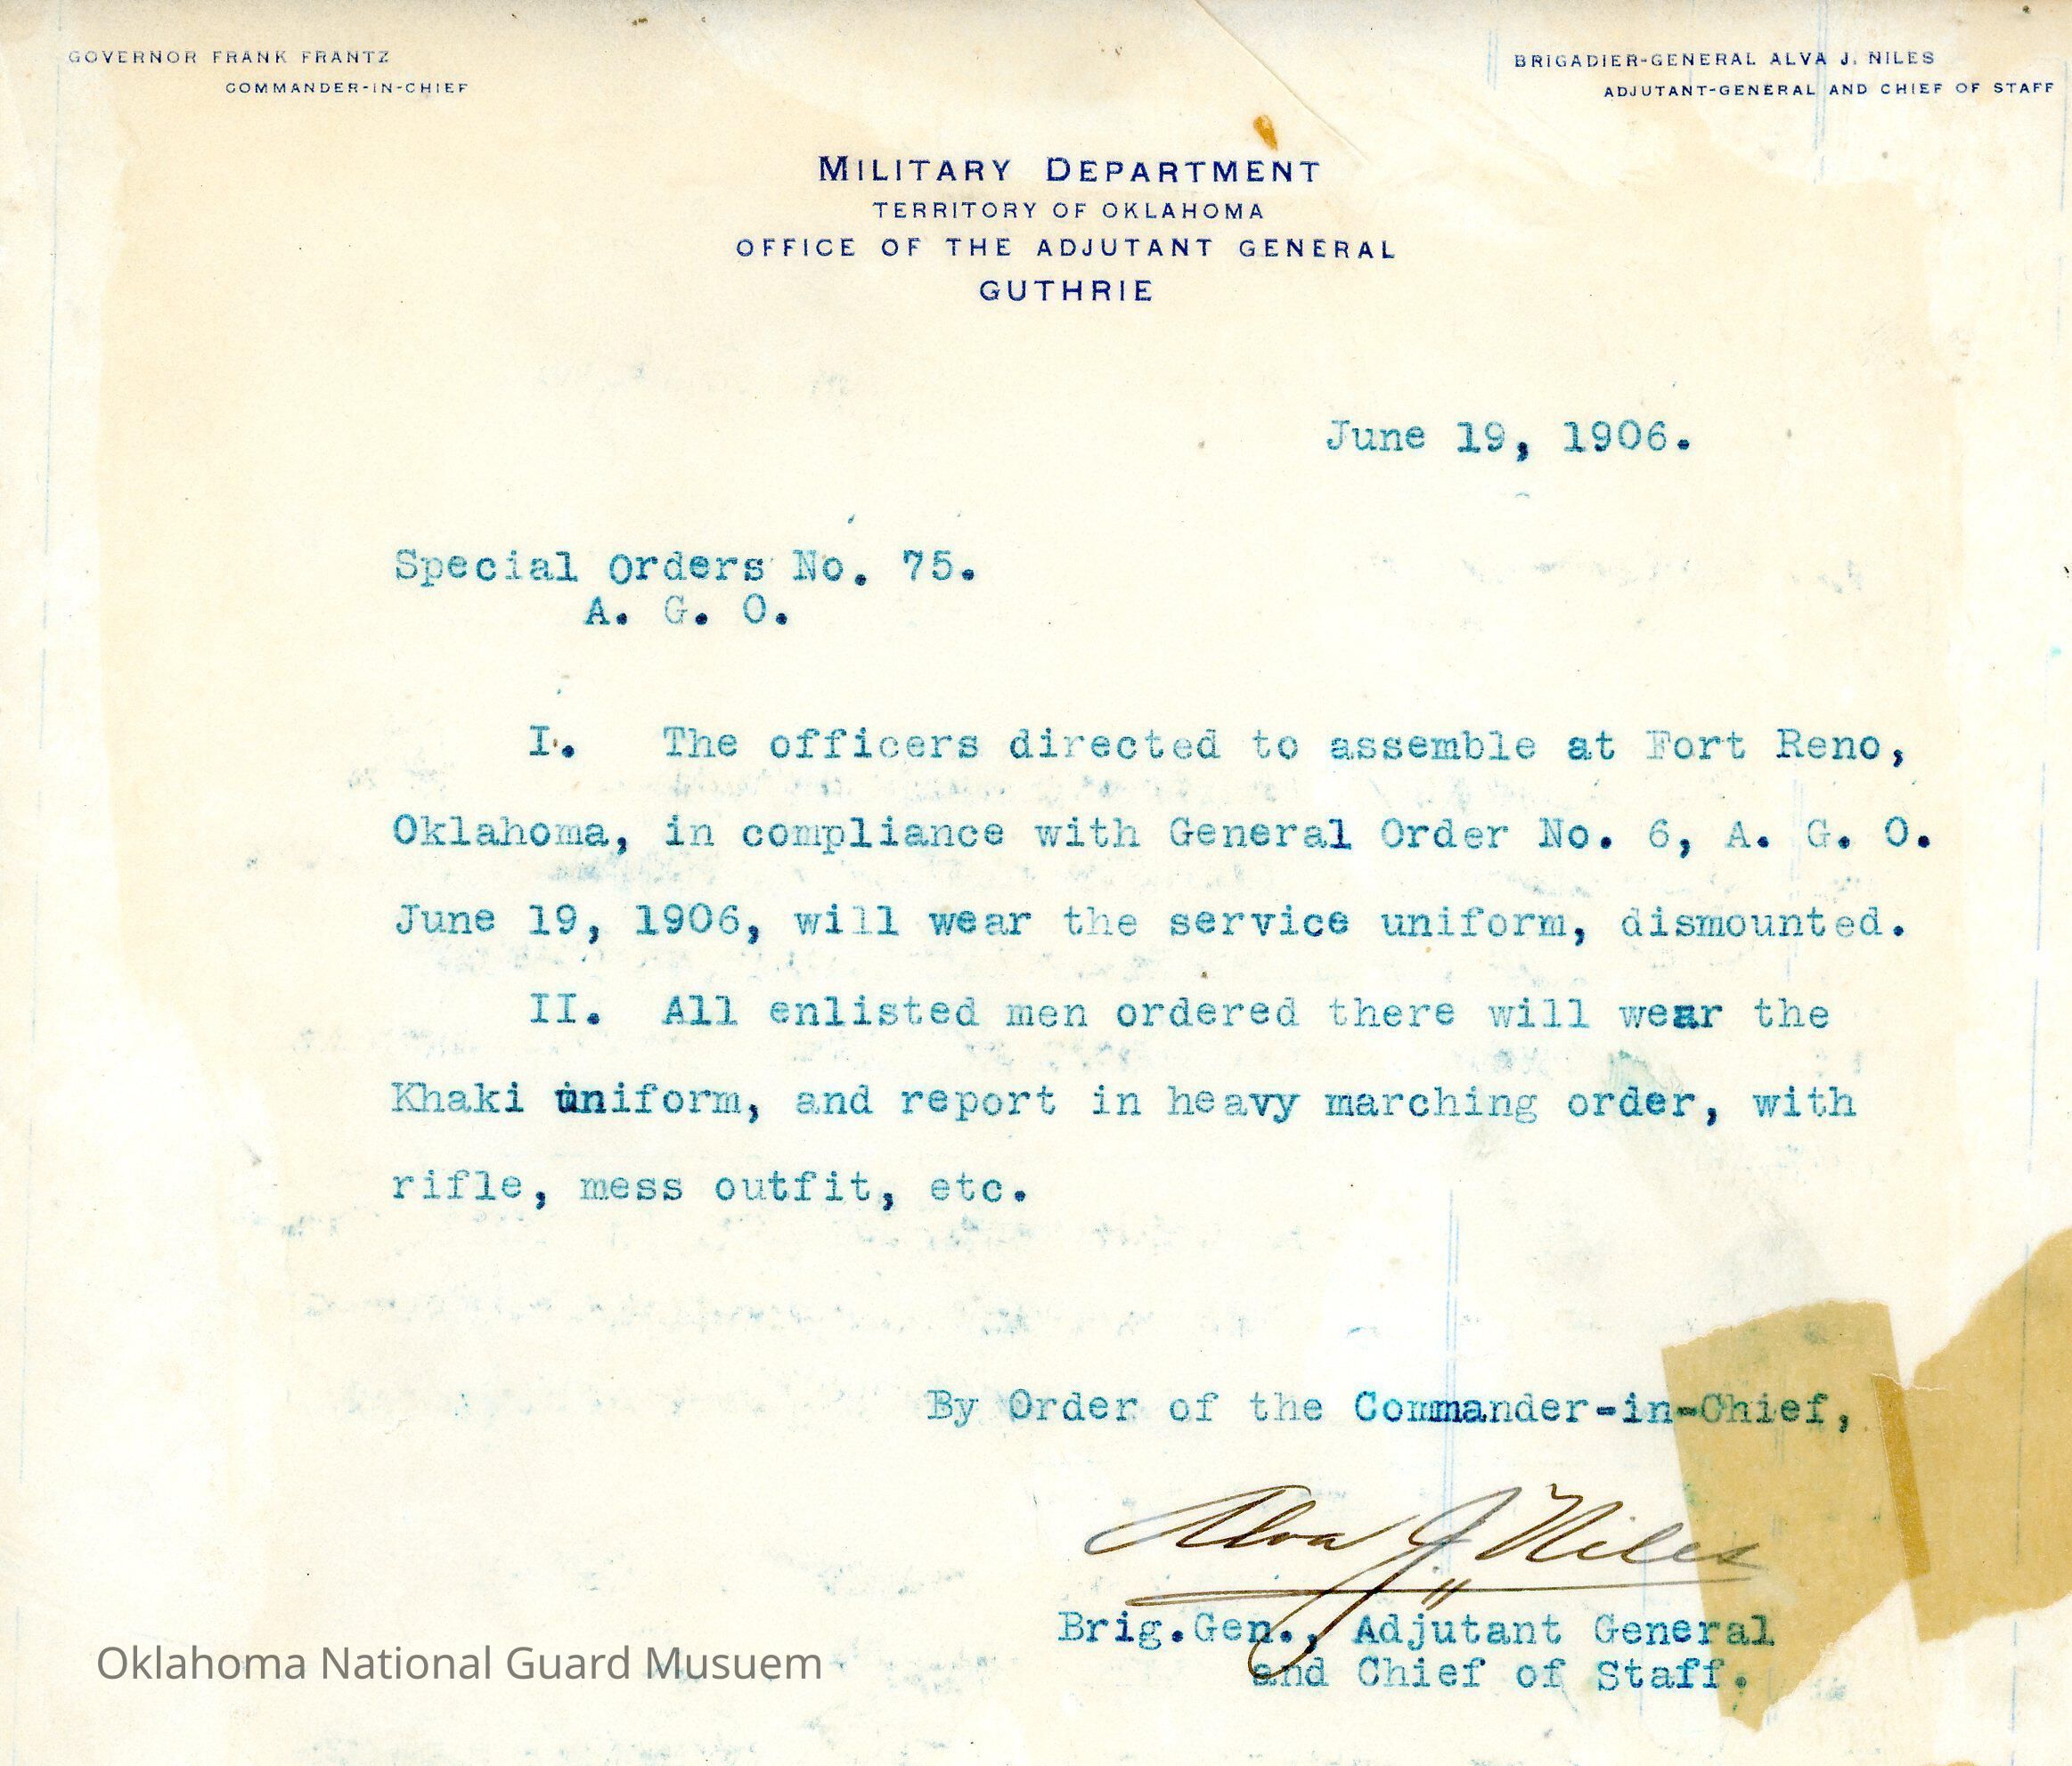 GOVERNOR FRANK FRANTZ
COMMANDER-IN-CHIEF
BRIGADIER-GENERAL ALVA J. NILES
ADJUTANT-GENERAL AND CHIEF OF STAFF
MILITARY DEPARTMENT
TERRITORY OF OKLAHOMA
OFFICE OF THE ADJUTANT GENERAL
GUTHRIE
June 19, 1906.
Special Orders No. 75.
A. G. O.
I. The officers directed to assemble at Fort Reno,
Oklahoma, in compliance with General Order No. 6, A. G. O.
June 19, 1906, will wear the service uniform, dismounted.
II. All enlisted men ordered there will wear the
Khaki uniform, and report in heavy marching order, with
rifle, mess outfit, etc.
By Order of the Commander-in-Chief,
Alva J Niles
Brig.Gen., Adjutant General
and Chief of Staff.
Oklahoma National Guard Musuem